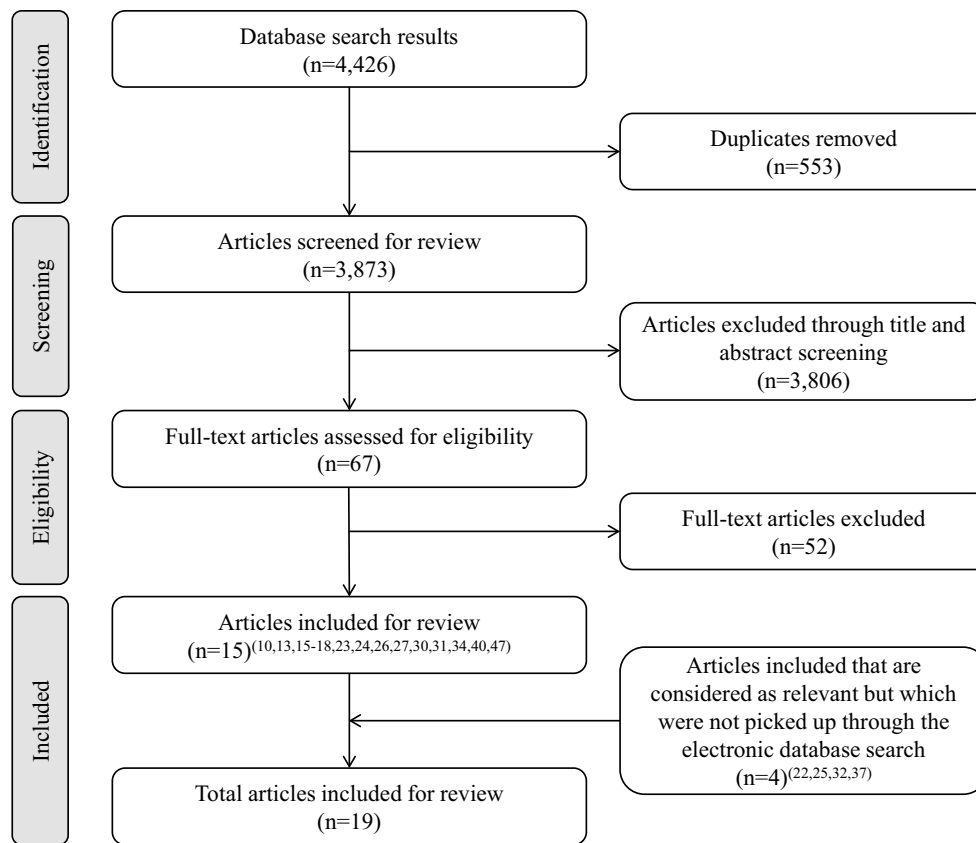 Identification
Database search results
(n=4,426)
Duplicates removed
(n=553)
Screening
Articles screened for review
(n=3,873)
Articles excluded through title and
abstract screening
(n=3,806)
Eligibility
Full-text articles assessed for eligibility
(n=67)
Full-text articles excluded
(n=52)
Included
Articles included for review
(n=15)(10,13,15-18,23,24,26,27,30,31,34,40,47)
Articles included that are
considered as relevant but which
were not picked up through the
electronic database search
(n=4)(22,25,32,37)
Total articles included for review
(n=19)